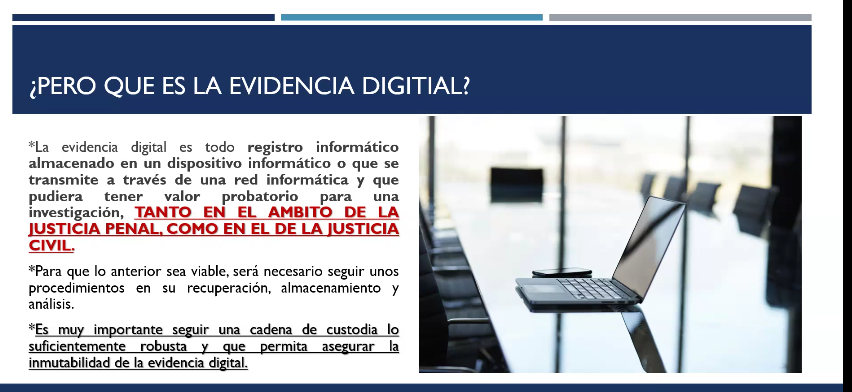 ¿PERO QUE ES LA EVIDENCIA DIGITIAL?
*La evidencia digital es todo registro informático
almacenado en un dispositivo informático o que se
transmite a través de una red informática y que
pudiera tener valor probatorio para una
investigación, TANTO EN EL AMBITO DE LA
JUSTICIA PENAL, COMO EN EL DE LA JUSTICIA
CIVIL.
*Para que lo anterior sea viable, será necesario seguir unos
procedimientos en su recuperación, almacenamiento y
análisis.
*Es muy importante seguir una cadena de custodia lo
suficientemente robusta y que permita asegurar la
inmutabilidad de la evidencia digital.